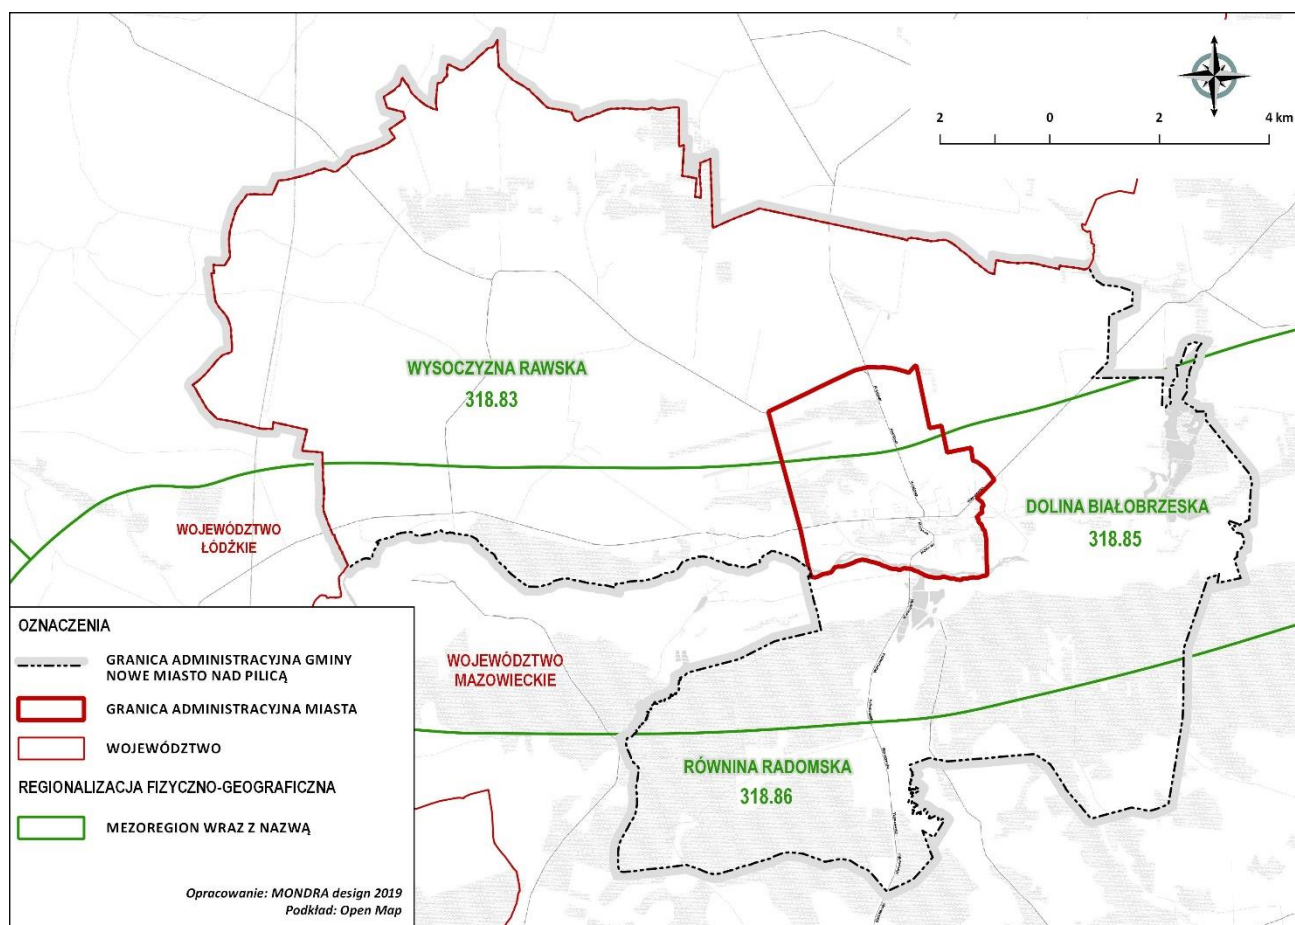 2 0 2 4 km
WYSOCZYZNA RAWSKA
318.83
DOLINA BIAŁOBRZESKA
318.85
WOJEWÓDZTWO
ŁÓDZKIE
WOJEWÓDZTWO
MAZOWIECKIE
RÓWNINA RADOMSKA
318.86
OZNACZENIA
GRANICA ADMINISTRACYJNA GMINY
NOWE MIASTO NAD PILICĄ
GRANICA ADMINISTRACYJNA MIASTA
WOJEWÓDZTWO
REGIONALIZACJA FIZYCZNO-GEOGRAFICZNA
MEZOREGION WRAZ Z NAZWĄ
Opracowanie: MONDRA design 2019
Podkład: Open Map